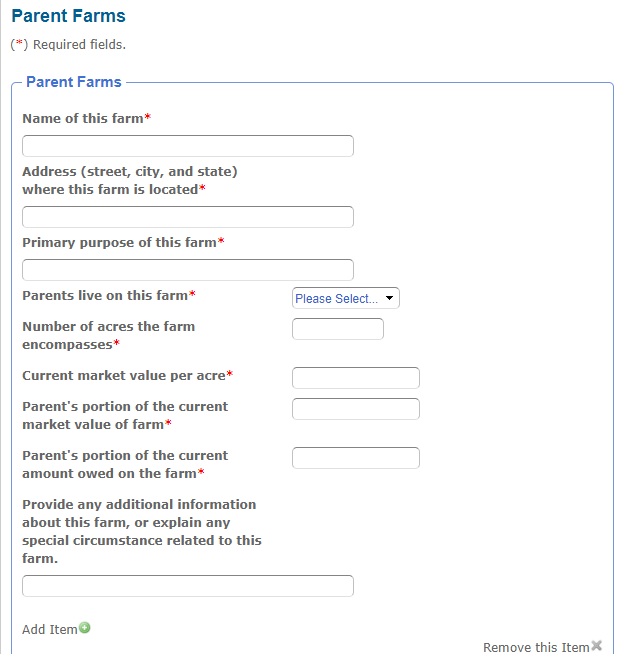 Parent Farms
(*) Required fields.
Parent Farms
Name of this farm*
Address (street, city, and state)
where this farm is located*
Primary purpose of this farm*
Parents live on this farm*
Please Select...
Number of acres the farm
encompasses*
Current market value per acre*
Parent's portion of the current
market value of farm*
Parent's portion of the current
amount owed on the farm*
Provide any additional information
about this farm, or explain any
special circumstance related to this
farm.
Add Item
Remove this Item